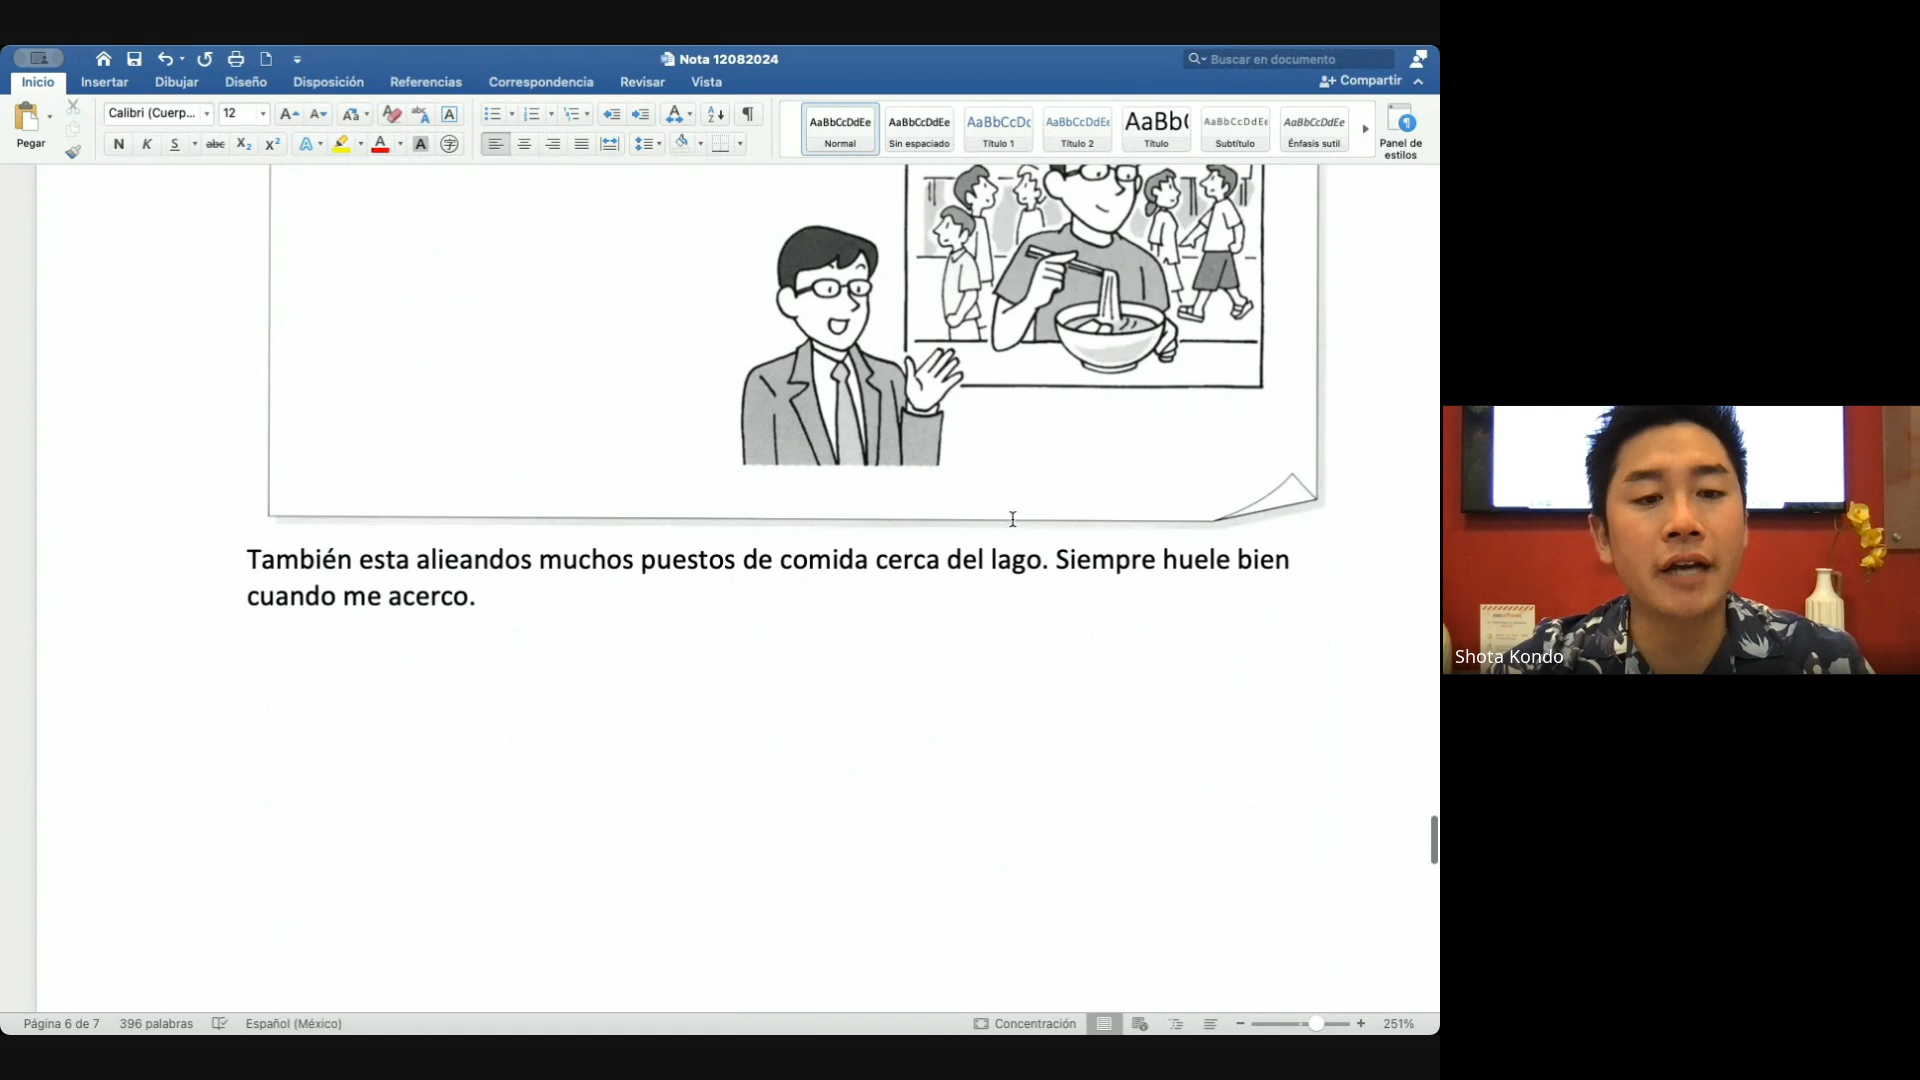 Nota 12082024
Buscar en documento
Inicio
Insertar
Dibujar
Diseño
Disposición
Referencias
Correspondencia
Revisar
Vista
Compartir
Pegar
Calibri (Cuerp...
12
N K S abc X₂ X²
AaBbCcDdEe
Normal
AaBbCcDdEe
Sin espaciado
AaBbCcDc
Título 1
AaBbCcDdEe
Título 2
AaBb(
Título
AaBbCcDdEe
Subtítulo
AaBbCcDdEe
Énfasis sutil
Panel de
estilos
También esta alieandos muchos puestos de comida cerca del lago. Siempre huele bien
cuando me acerco.
Shota Kondo
Página 6 de 7
396 palabras
Español (México)
Concentración
251%